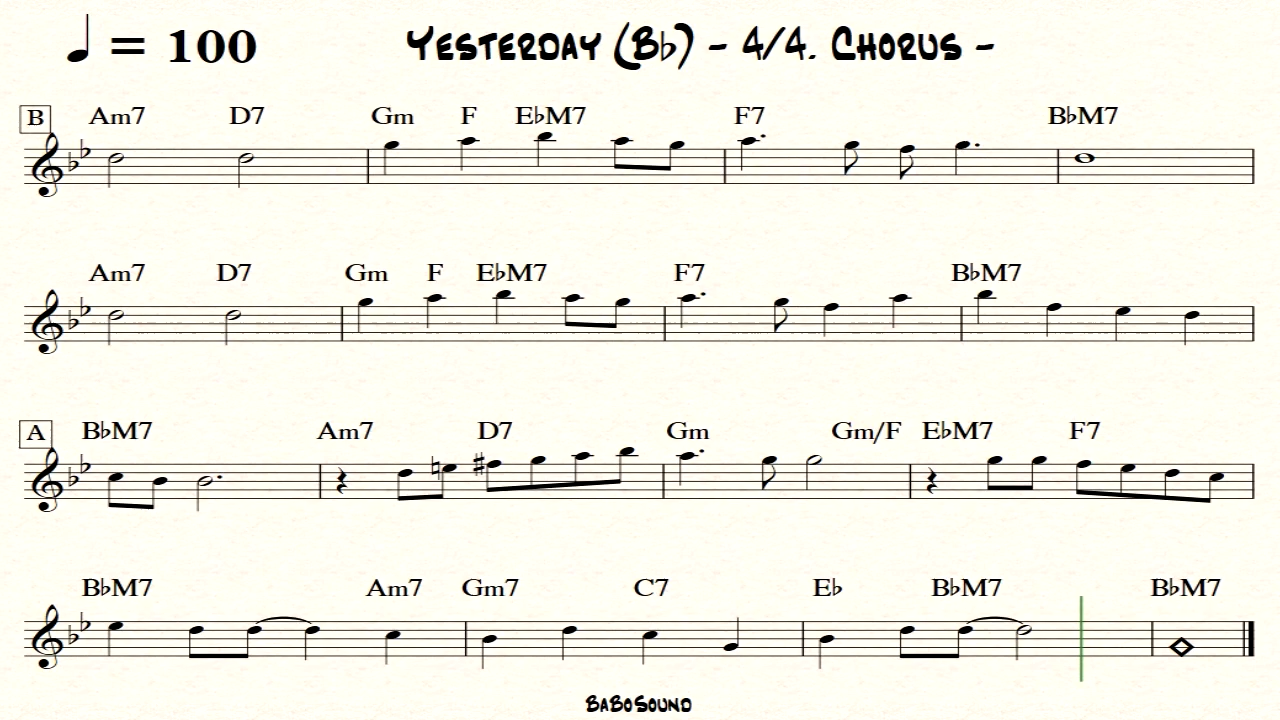 ♩ = 100 Yesterday (B♭) - 4/4. Chorus -
B Am7 D7 Gm F E♭M7 F7 B♭M7
Am7 D7 Gm F E♭M7 F7 B♭M7
A B♭M7 Am7 D7 Gm Gm/F E♭M7 F7
B♭M7 Am7 Gm7 C7 E♭ B♭M7 B♭M7
BaBoSound